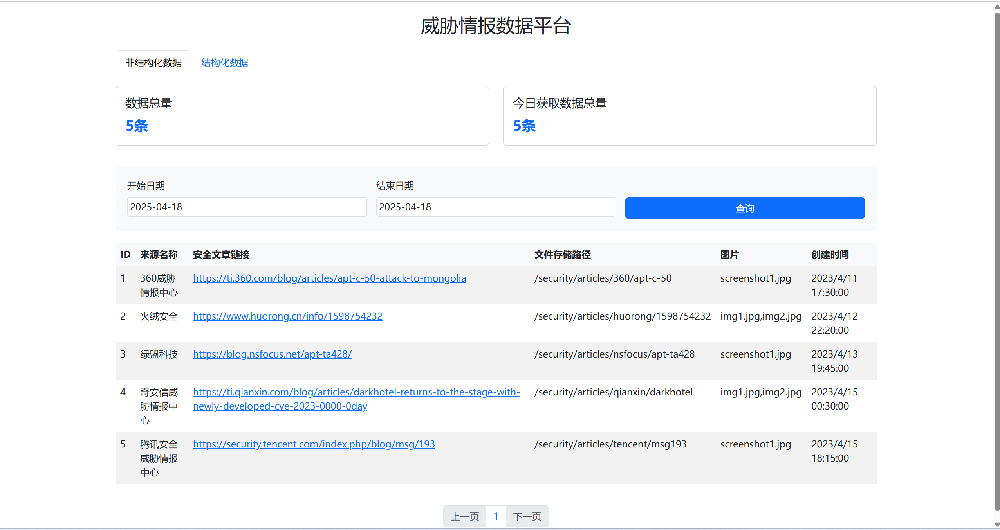 威胁情报数据平台
非结构化数据 结构化数据
数据总量
5条
今日获取数据总量
5条
开始日期
2025-04-18
结束日期
2025-04-18
查询
ID 来源名称 安全文章链接 文件存储路径 图片 创建时间
1 360威胁 https://ti.360.com/blog/articles/apt-c-50-attack-to-mongolia /security/articles/360/apt-c-50 screenshot1.jpg 2023/4/11
情报中心 17:30:00
2 火绒安全 https://www.huorong.cn/info/1598754232 /security/articles/huorong/1598754232 img1.jpg,img2.jpg 2023/4/12
22:20:00
3 绿盟科技 https://blog.nsfocus.net/apt-ta428/ /security/articles/nsfocus/apt-ta428 screenshot1.jpg 2023/4/13
19:45:00
4 奇安信威 https://ti.qianxin.com/blog/articles/darkhotel-returns-to-the-stage-with- /security/articles/qianxin/darkhotel img1.jpg,img2.jpg 2023/4/15
胁情报中 newly-developed-cve-2023-0000-0day 00:30:00
心
5 腾讯安全 https://security.tencent.com/index.php/blog/msg/193 /security/articles/tencent/msg193 screenshot1.jpg 2023/4/15
威胁情报 18:15:00
中心
上一页 1 下一页